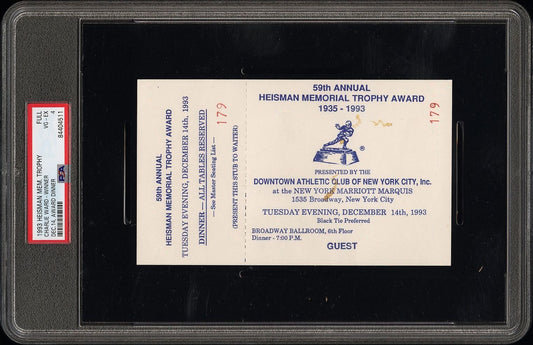 1993 HEISMAN MEM. TROPHY
CHARLIE WARD - WINNER
DEC.14, AWARD DINNER
FULL
VG-EX
4
84404511
PSA
59th ANNUAL
HEISMAN MEMORIAL TROPHY AWARD
TUESDAY EVENING, DECEMBER 14th, 1993
DINNER — ALL TABLES RESERVED
— See Master Seating List —
(PRESENT THIS STUB TO WAITER)
179
59th ANNUAL
HEISMAN MEMORIAL TROPHY AWARD
1935 - 1993
PRESENTED BY THE
DOWNTOWN ATHLETIC CLUB OF NEW YORK CITY, Inc.
at the NEW YORK MARRIOTT MARQUIS
1535 Broadway, New York City
TUESDAY EVENING, DECEMBER 14th, 1993
Black Tie Preferred
BROADWAY BALLROOM, 6th Floor
Dinner - 7:00 P.M.
GUEST
179